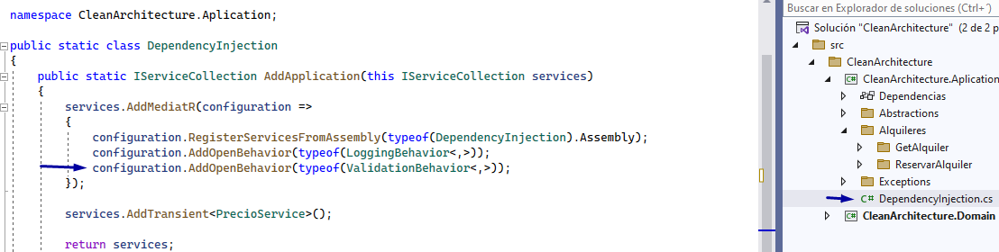 namespace CleanArchitecture.Aplication;
public static class DependencyInjection
{
public static IServiceCollection AddApplication(this IServiceCollection services)
{
services.AddMediatR(configuration =>
{
configuration.RegisterServicesFromAssembly(typeof(DependencyInjection).Assembly);
configuration.AddOpenBehavior(typeof(LoggingBehavior<,>));
configuration.AddOpenBehavior(typeof(ValidationBehavior<,>));
});
services.AddTransient<PrecioService>();
return services;
Buscar en Explorador de soluciones (Ctrl+´)
Solución "CleanArchitecture" (2 de 2 p
src
CleanArchitecture
C# CleanArchitecture.Aplication
Dependencias
Abstractions
Alquileres
GetAlquiler
ReservarAlquiler
Exceptions
C# DependencyInjection.cs
C# CleanArchitecture.Domain